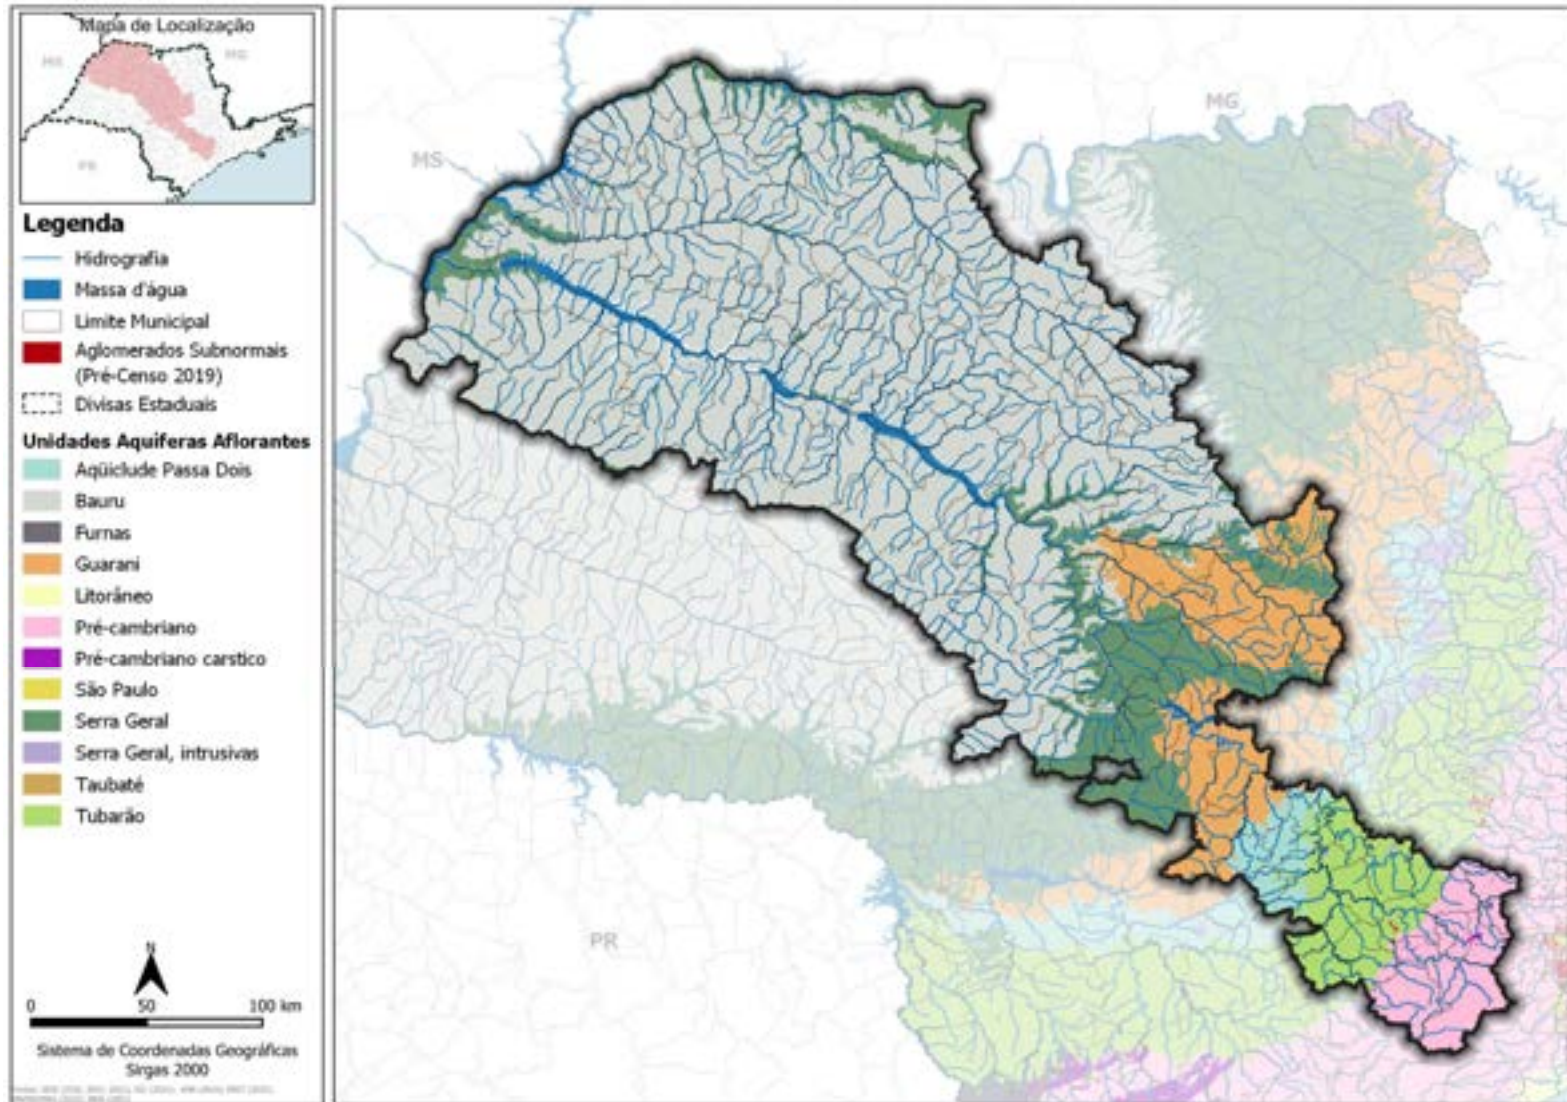 Mapa de Localização
MG
PR
Legenda
Hidrografia
Massa d'água
Limite Municipal
Aglomerados Subnormais
(Pré-Censo 2019)
Divisas Estaduais
Unidades Aquiferas Aflorantes
Aqüiclude Passa Dois
Bauru
Furnas
Guarani
Litorâneo
Pré-cambriano
Pré-cambriano carstico
São Paulo
Serra Geral
Serra Geral, intrusivas
Taubaté
Tubarão
N
0 50 100 km
Sistema de Coordenadas Geográficas
Sirgas 2000
MS
MG
PR